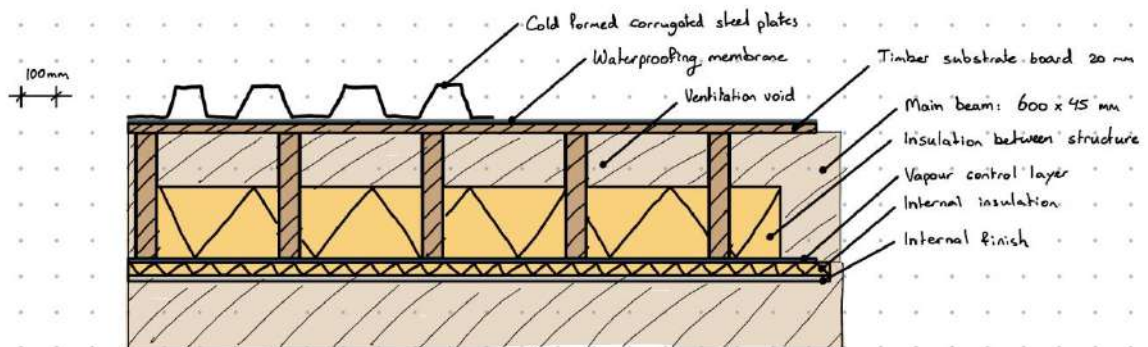 Cold formed corrugated steel plates
Waterproofing membrane
Timber substrate board 20 mm
100mm
Ventilation void
Main beam: 600 x 45 mm
Insulation between structure
Vapour control layer
Internal insulation
Internal finish